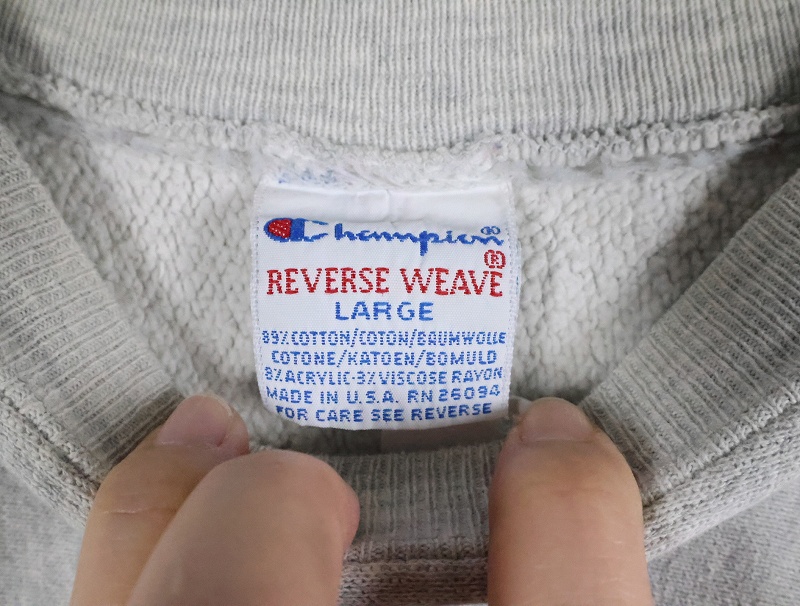 Champion®
REVERSE WEAVE®
LARGE
89% COTTON/COTON/BAUMWOLLE
COTONE/KATOEN/BOMULD
8% ACRYLIC-3% VISCOSE RAYON
MADE IN U.S.A. RN 26094
FOR CARE SEE REVERSE